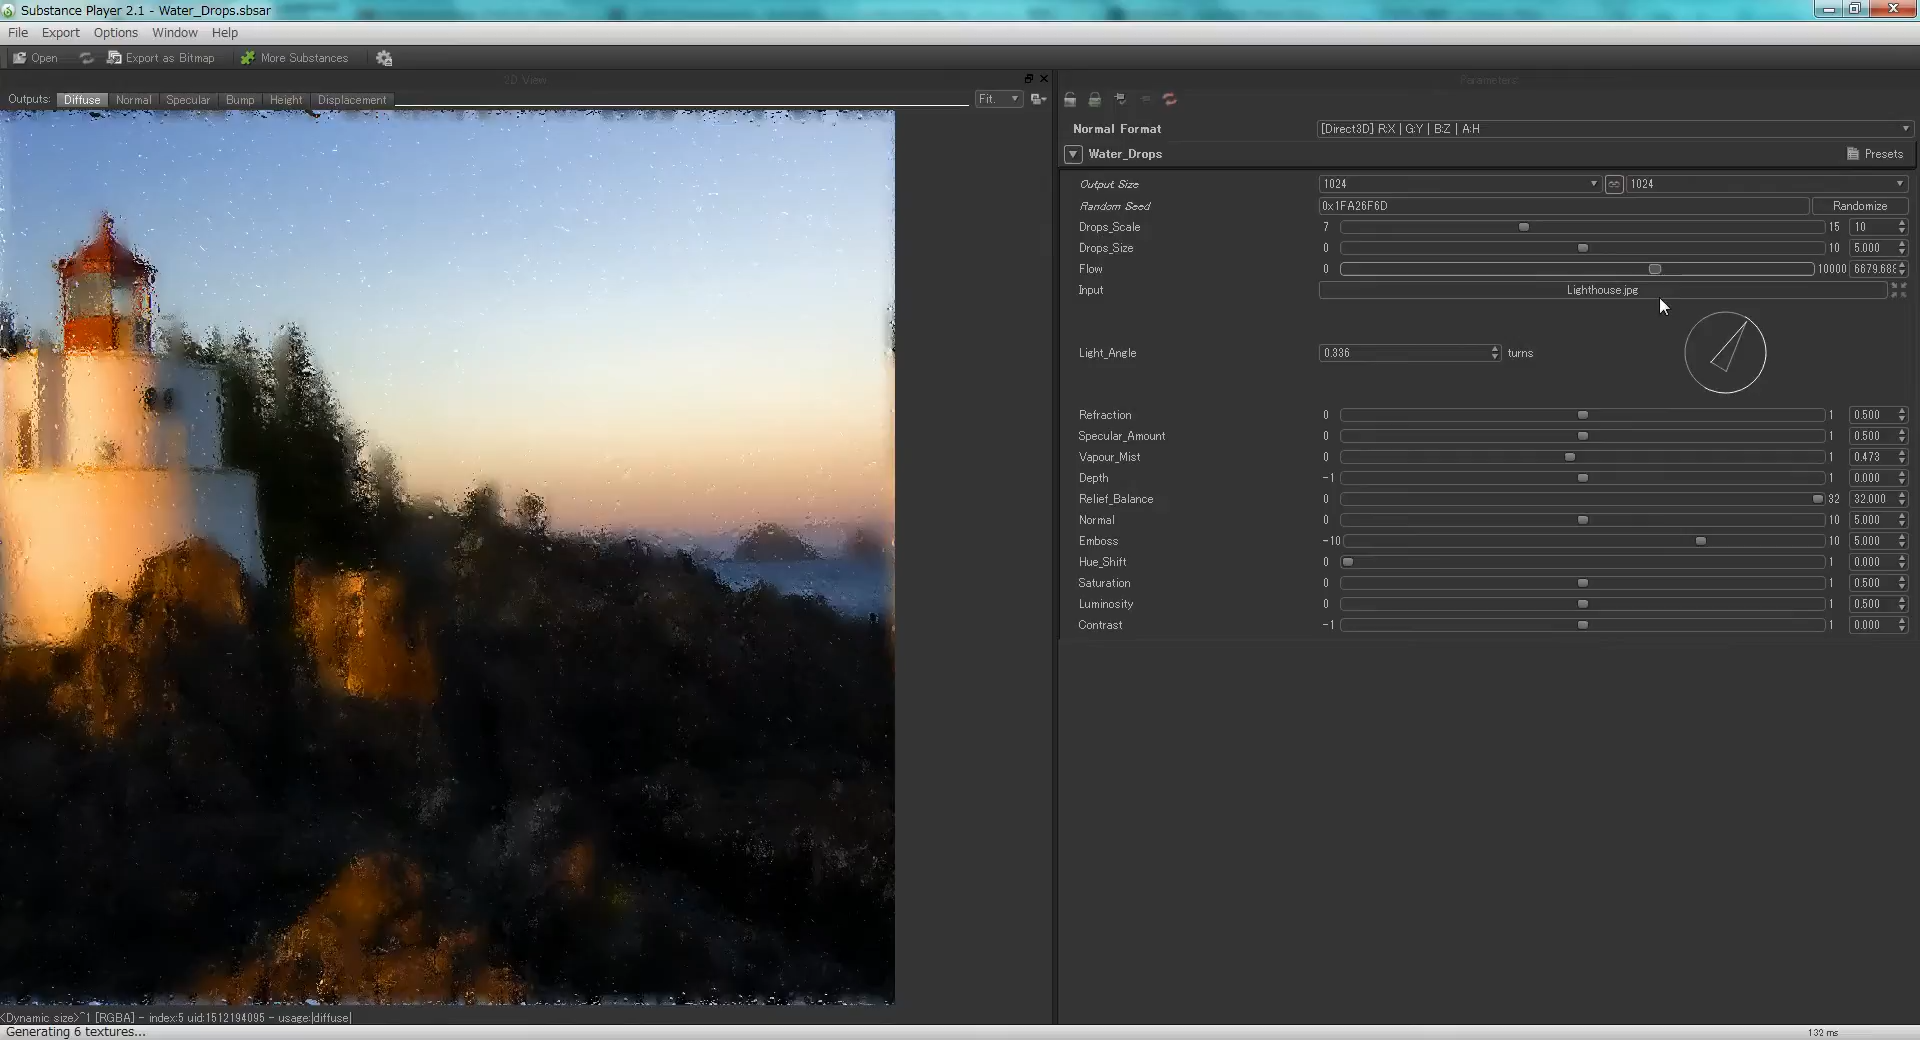 Substance Player 2.1 - Water_Drops.sbsar
File Export Options Window Help
Open Export as Bitmap More Substances
2D View
Parameters
Outputs: Diffuse Normal Specular Bump Height Displacement Fit.
Normal Format [Direct3D] R:X | G:Y | B:Z | A:H
Water_Drops Presets
Output Size 1024 1024
Random Seed 0x1FA26F6D Randomize
Drops_Scale 7 15 10
Drops_Size 0 10 5.000
Flow 0 10000 6679.688
Input Lighthouse.jpg
Light_Angle 0.336 turns
Refraction 0 1 0.500
Specular_Amount 0 1 0.500
Vapour_Mist 0 1 0.473
Depth -1 1 0.000
Relief_Balance 0 32 32.000
Normal 0 10 5.000
Emboss -10 10 5.000
Hue_Shift 0 1 0.000
Saturation 0 1 0.500
Luminosity 0 1 0.500
Contrast -1 1 0.000
<Dynamic size>^1 [RGBA] - index:5 uid:1512194095 - usage:|diffuse|
Generating 6 textures... 132 ms